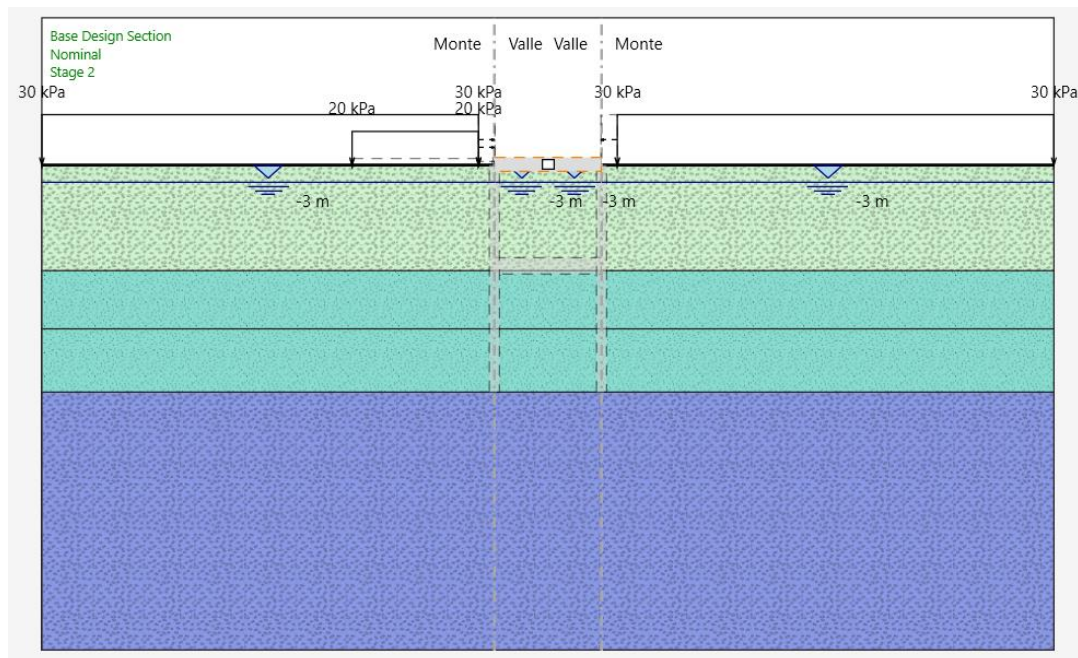 Base Design Section
Nominal
Stage 2
Monte Valle Valle Monte
30 kPa 30 kPa 30 kPa 30 kPa
20 kPa 20 kPa
-3 m -3 m -3 m -3 m